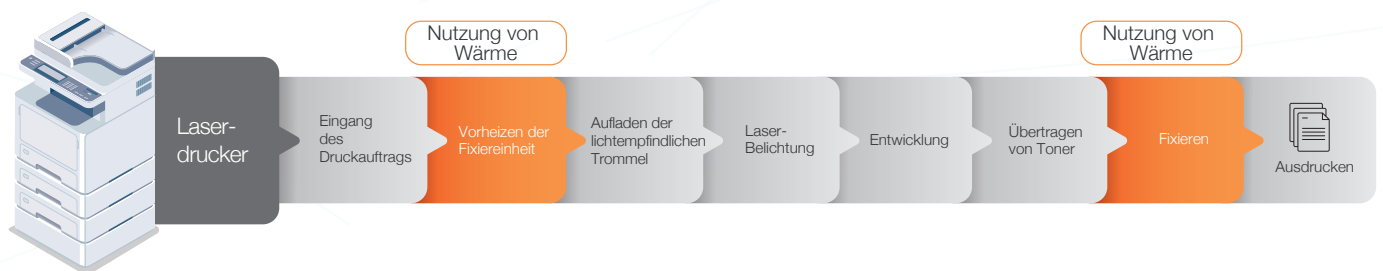 Nutzung von
Wärme
Nutzung von
Wärme
Laser-
drucker
Eingang
des
Druckauftrags
Vorheizen der
Fixiereinheit
Aufladen der
lichtempfindlichen
Trommel
Laser-
Belichtung
Entwicklung
Übertragen
von Toner
Fixieren
Ausdrucken